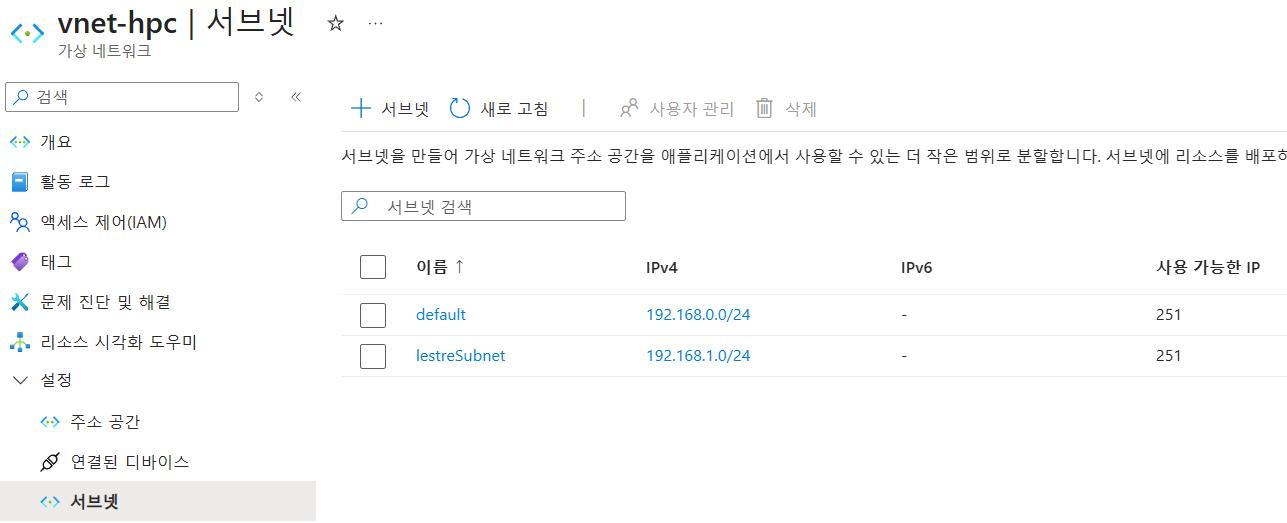 vnet-hpc | 서브넷 ☆ ...
가상 네트워크
검색
개요
활동 로그
액세스 제어(IAM)
태그
문제 진단 및 해결
리소스 시각화 도우미
설정
주소 공간
연결된 디바이스
서브넷
+ 서브넷 새로 고침 | 사용자 관리 삭제
서브넷을 만들어 가상 네트워크 주소 공간을 애플리케이션에서 사용할 수 있는 더 작은 범위로 분할합니다. 서브넷에 리소스를 배포하
서브넷 검색
이름 ↑ IPv4 IPv6 사용 가능한 IP
default 192.168.0.0/24 - 251
lestreSubnet 192.168.1.0/24 - 251